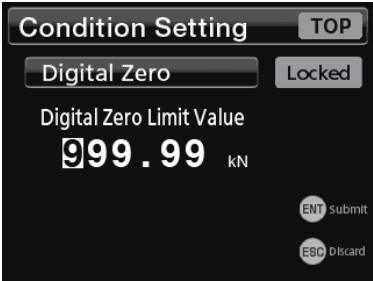 Condition Setting TOP
Digital Zero Locked
Digital Zero Limit Value
999.99 kN
ENT Submit
ESC Discard